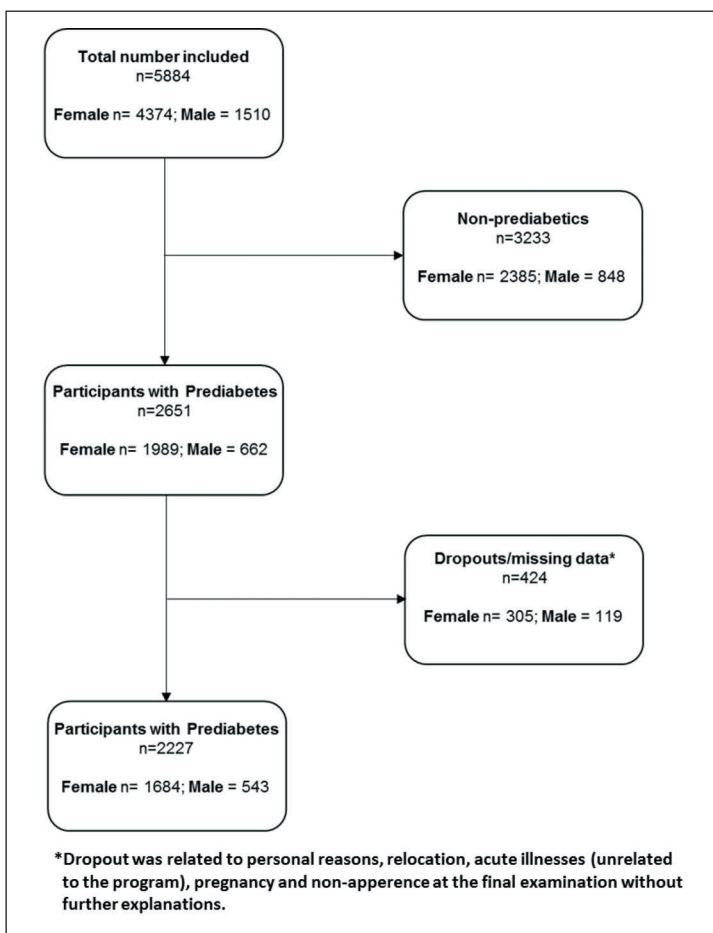 Total number included
n=5884
Female n= 4374; Male = 1510
Non-prediabetics
n=3233
Female n= 2385; Male = 848
Participants with Prediabetes
n=2651
Female n= 1989; Male = 662
Dropouts/missing data*
n=424
Female n= 305; Male = 119
Participants with Prediabetes
n=2227
Female n= 1684; Male = 543
*Dropout was related to personal reasons, relocation, acute illnesses (unrelated
to the program), pregnancy and non-apperence at the final examination without
further explanations.